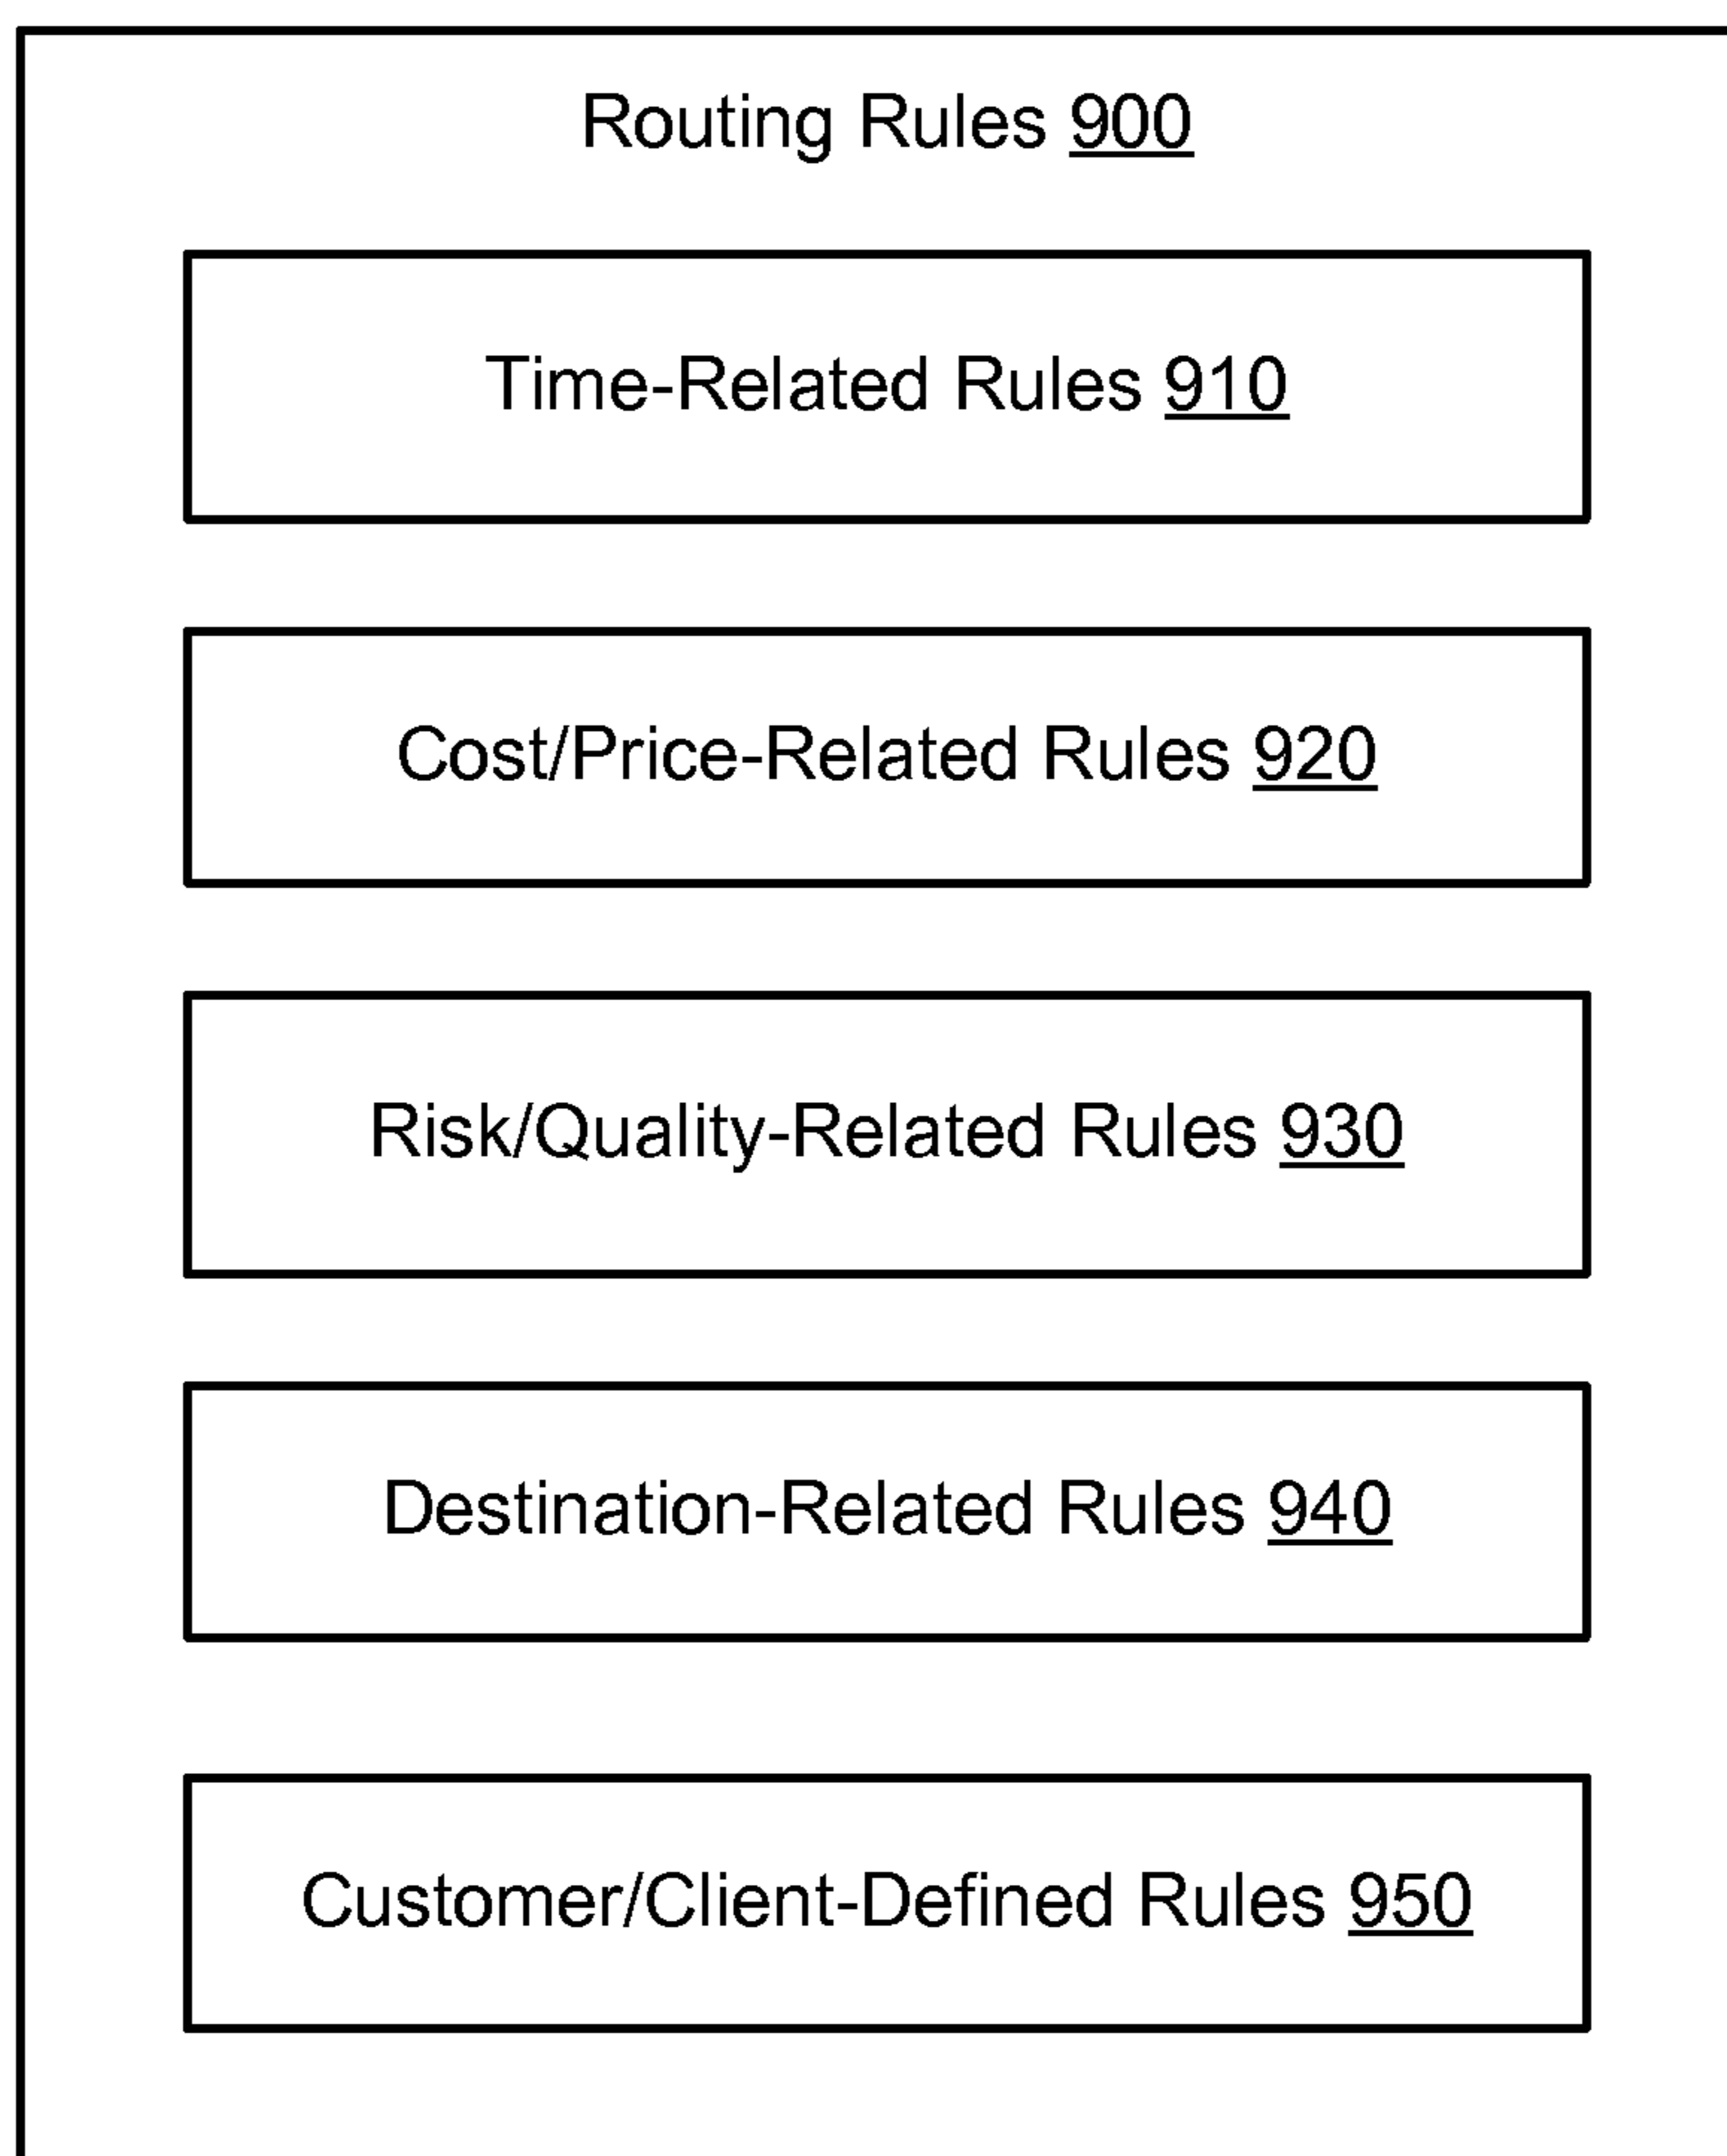 Routing Rules 900
Time-Related Rules 910
Cost/Price-Related Rules 920
Risk/Quality-Related Rules 930
Destination-Related Rules 940
Customer/Client-Defined Rules 950